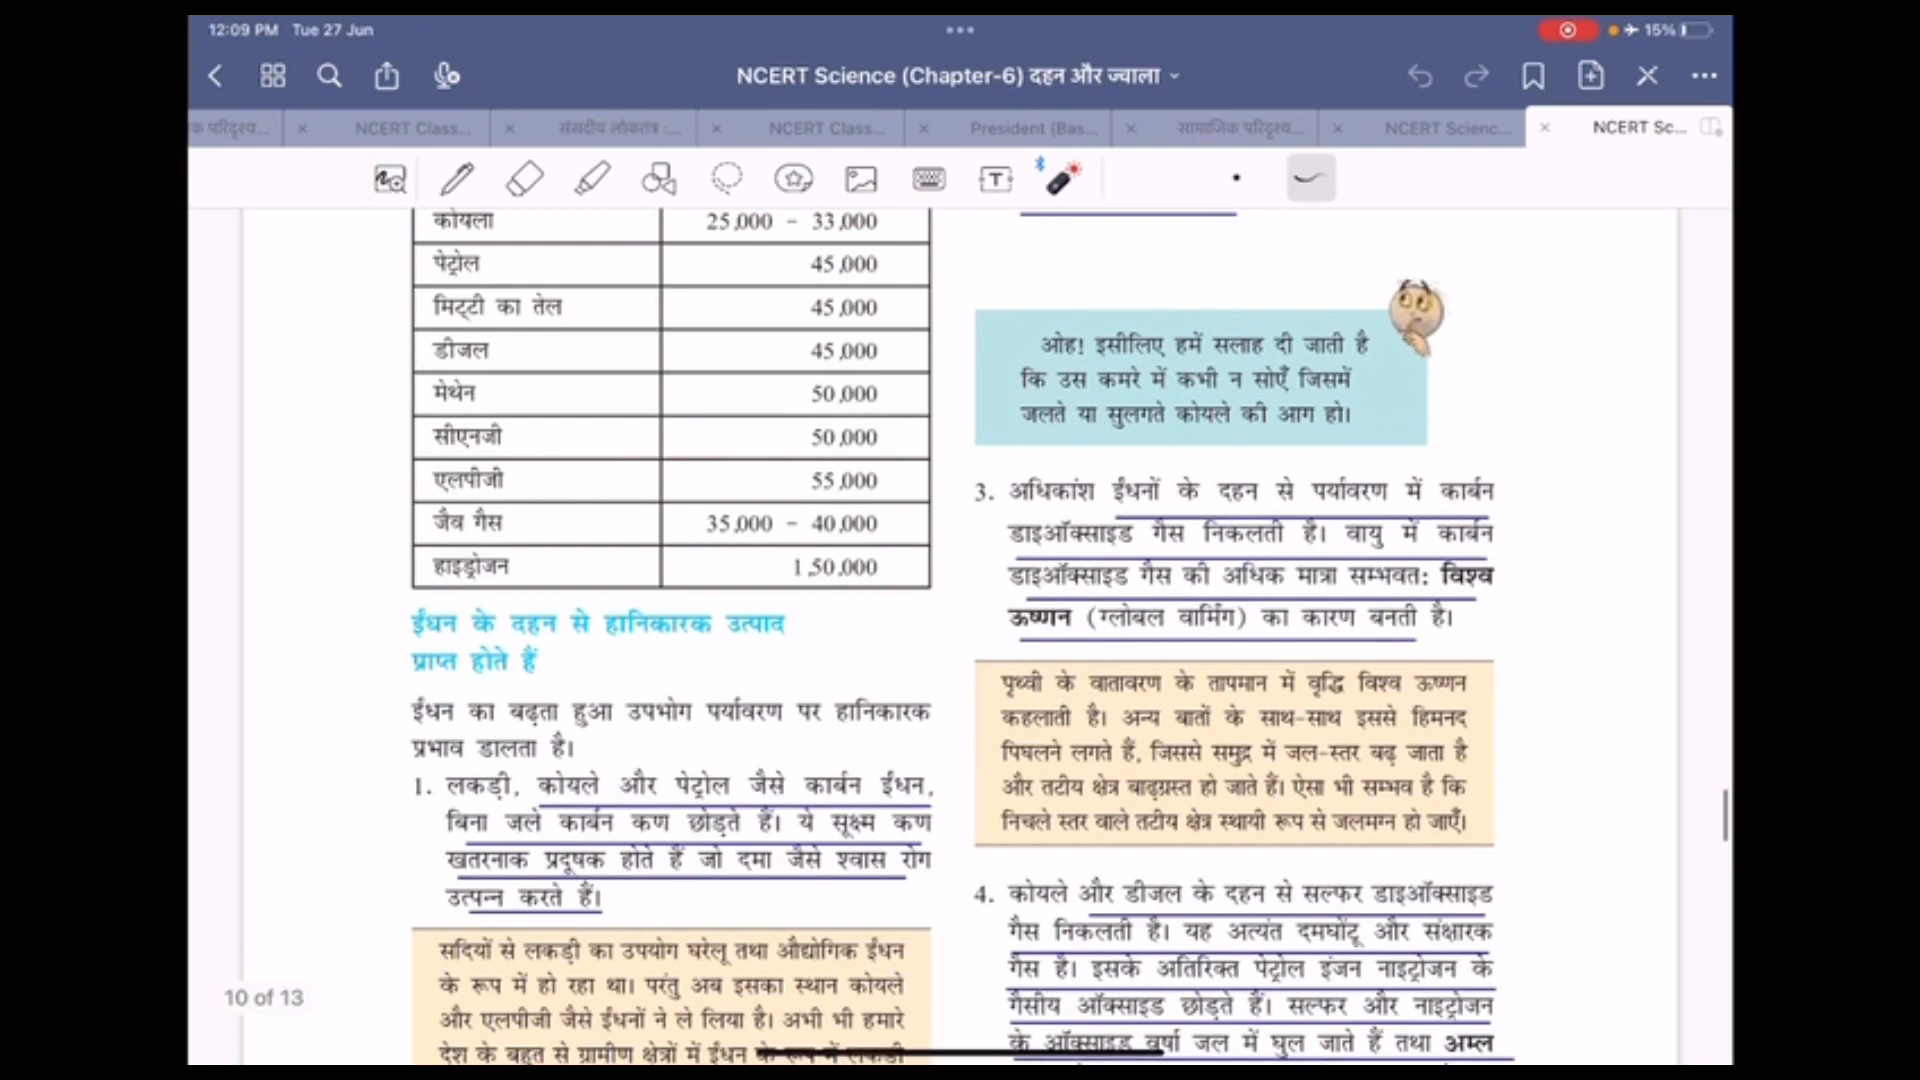 12:09 PM Tue 27 Jun
15%
NCERT Science (Chapter-6) दहन और ज्वाला
क परिदृश्य...
NCERT Class...
संसदीय लोकतंत्र :...
NCERT Class...
President (Bas...
सामाजिक परिदृश्य...
NCERT Scienc...
NCERT Sc...
कोयला 25,000 – 33,000
पेट्रोल 45,000
मिट्टी का तेल 45,000
डीजल 45,000
मेथेन 50,000
सीएनजी 50,000
एलपीजी 55,000
जैव गैस 35,000 – 40,000
हाइड्रोजन 1,50,000
ईंधन के दहन से हानिकारक उत्पाद
प्राप्त होते हैं
ईंधन का बढ़ता हुआ उपभोग पर्यावरण पर हानिकारक
प्रभाव डालता है।
1. लकड़ी, कोयले और पेट्रोल जैसे कार्बन ईंधन,
बिना जले कार्बन कण छोड़ते हैं। ये सूक्ष्म कण
खतरनाक प्रदूषक होते हैं जो दमा जैसे श्वास रोग
उत्पन्न करते हैं।
सदियों से लकड़ी का उपयोग घरेलू तथा औद्योगिक ईंधन
के रूप में हो रहा था। परंतु अब इसका स्थान कोयले
और एलपीजी जैसे ईंधनों ने ले लिया है। अभी भी हमारे
देश के बहुत से ग्रामीण क्षेत्रों में ईंधन के रूप में लकड़ी
10 of 13
ओह! इसीलिए हमें सलाह दी जाती है
कि उस कमरे में कभी न सोएँ जिसमें
जलते या सुलगते कोयले की आग हो।
3. अधिकांश ईंधनों के दहन से पर्यावरण में कार्बन
डाइऑक्साइड गैस निकलती है। वायु में कार्बन
डाइऑक्साइड गैस की अधिक मात्रा सम्भवत: विश्व
ऊष्णन (ग्लोबल वार्मिंग) का कारण बनती है।
पृथ्वी के वातावरण के तापमान में वृद्धि विश्व ऊष्णन
कहलाती है। अन्य बातों के साथ-साथ इससे हिमनद
पिघलने लगते हैं, जिससे समुद्र में जल-स्तर बढ़ जाता है
और तटीय क्षेत्र बाढ़ग्रस्त हो जाते हैं। ऐसा भी सम्भव है कि
निचले स्तर वाले तटीय क्षेत्र स्थायी रूप से जलमग्न हो जाएँ।
4. कोयले और डीजल के दहन से सल्फर डाइऑक्साइड
गैस निकलती है। यह अत्यंत दमघोंटू और संक्षारक
गैस है। इसके अतिरिक्त पेट्रोल इंजन नाइट्रोजन के
गैसीय ऑक्साइड छोड़ते हैं। सल्फर और नाइट्रोजन
के ऑक्साइड वर्षा जल में घुल जाते हैं तथा अम्ल